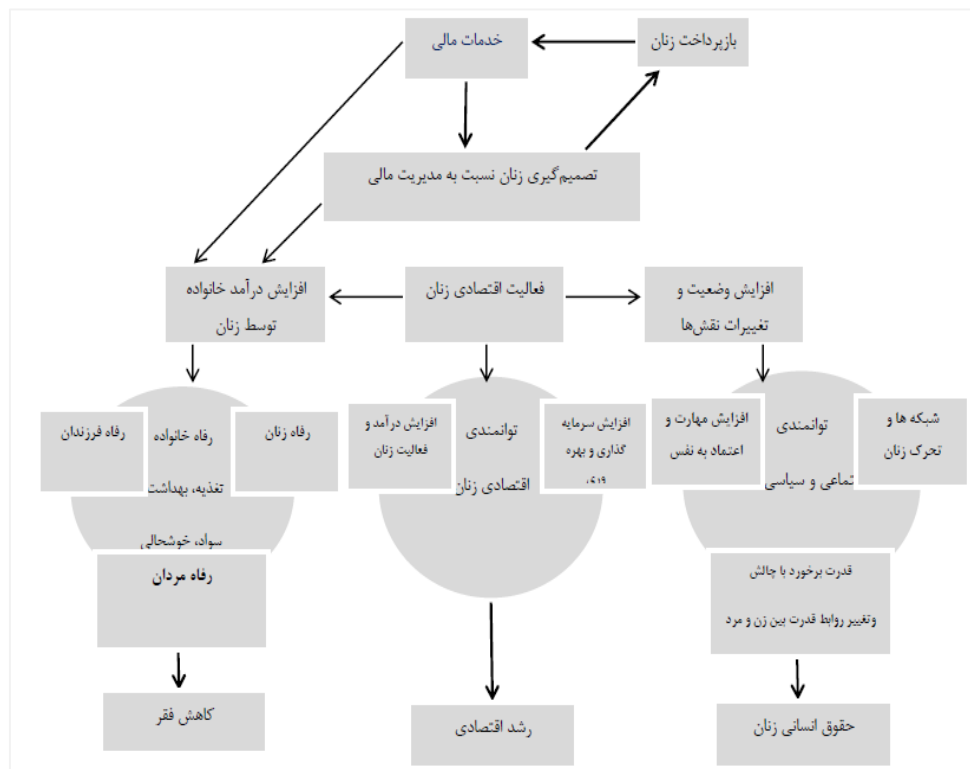 بازپرداخت زنان
خدمات مالی
تصمیم‌گیری زنان نسبت به مدیریت مالی
افزایش وضعیت و
تغییرات نقش‌ها
فعالیت اقتصادی زنان
افزایش درآمد خانواده
توسط زنان
شبکه ها و
تحرک زنان
توانمندی
تماعی و سیاسی
افزایش مهارت و
اعتماد به نفس
قدرت برخورد با چالش
وتغییر روابط قدرت بین زن و مرد
حقوق انسانی زنان
افزایش سرمایه
گذاری و بهره
وری
توانمندی
اقتصادی زنان
افزایش درآمد و
فعالیت زنان
رشد اقتصادی
رفاه زنان
رفاه خانواده
تغذیه، بهداشت
سواد، خوشحالی
رفاه فرزندان
رفاه مردان
کاهش فقر